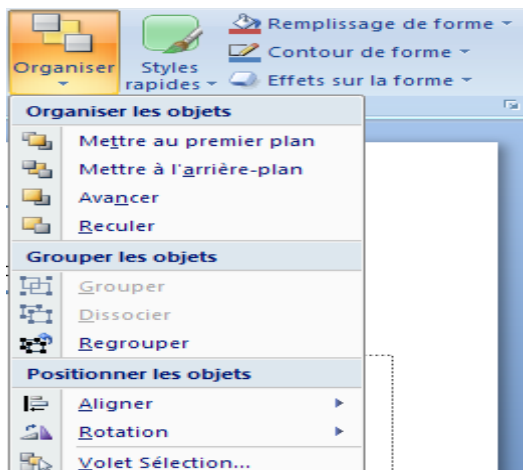 Organiser
Styles
rapides
Remplissage de forme
Contour de forme
Effets sur la forme
Organiser les objets
Mettre au premier plan
Mettre à l'arrière-plan
Avancer
Reculer
Grouper les objets
Grouper
Dissocier
Regrouper
Positionner les objets
Aligner
Rotation
Volet Sélection...